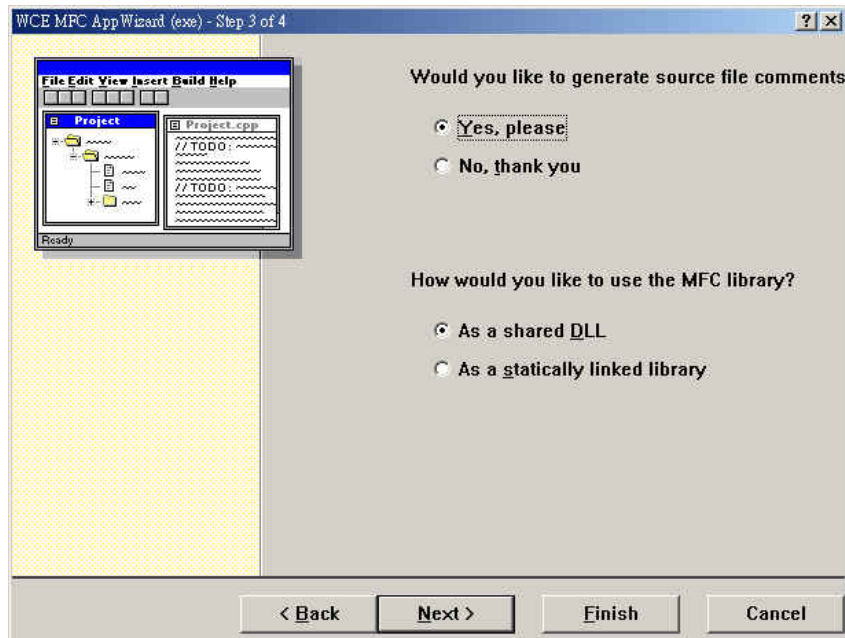 WCE MFC AppWizard (exe) - Step 3 of 4
File Edit View Insert Build Help
Project
Project.cpp
//TODO:
//TODO:
Ready
Would you like to generate source file comments
Yes, please
No, thank you
How would you like to use the MFC library?
As a shared DLL
As a statically linked library
< Back
Next >
Finish
Cancel